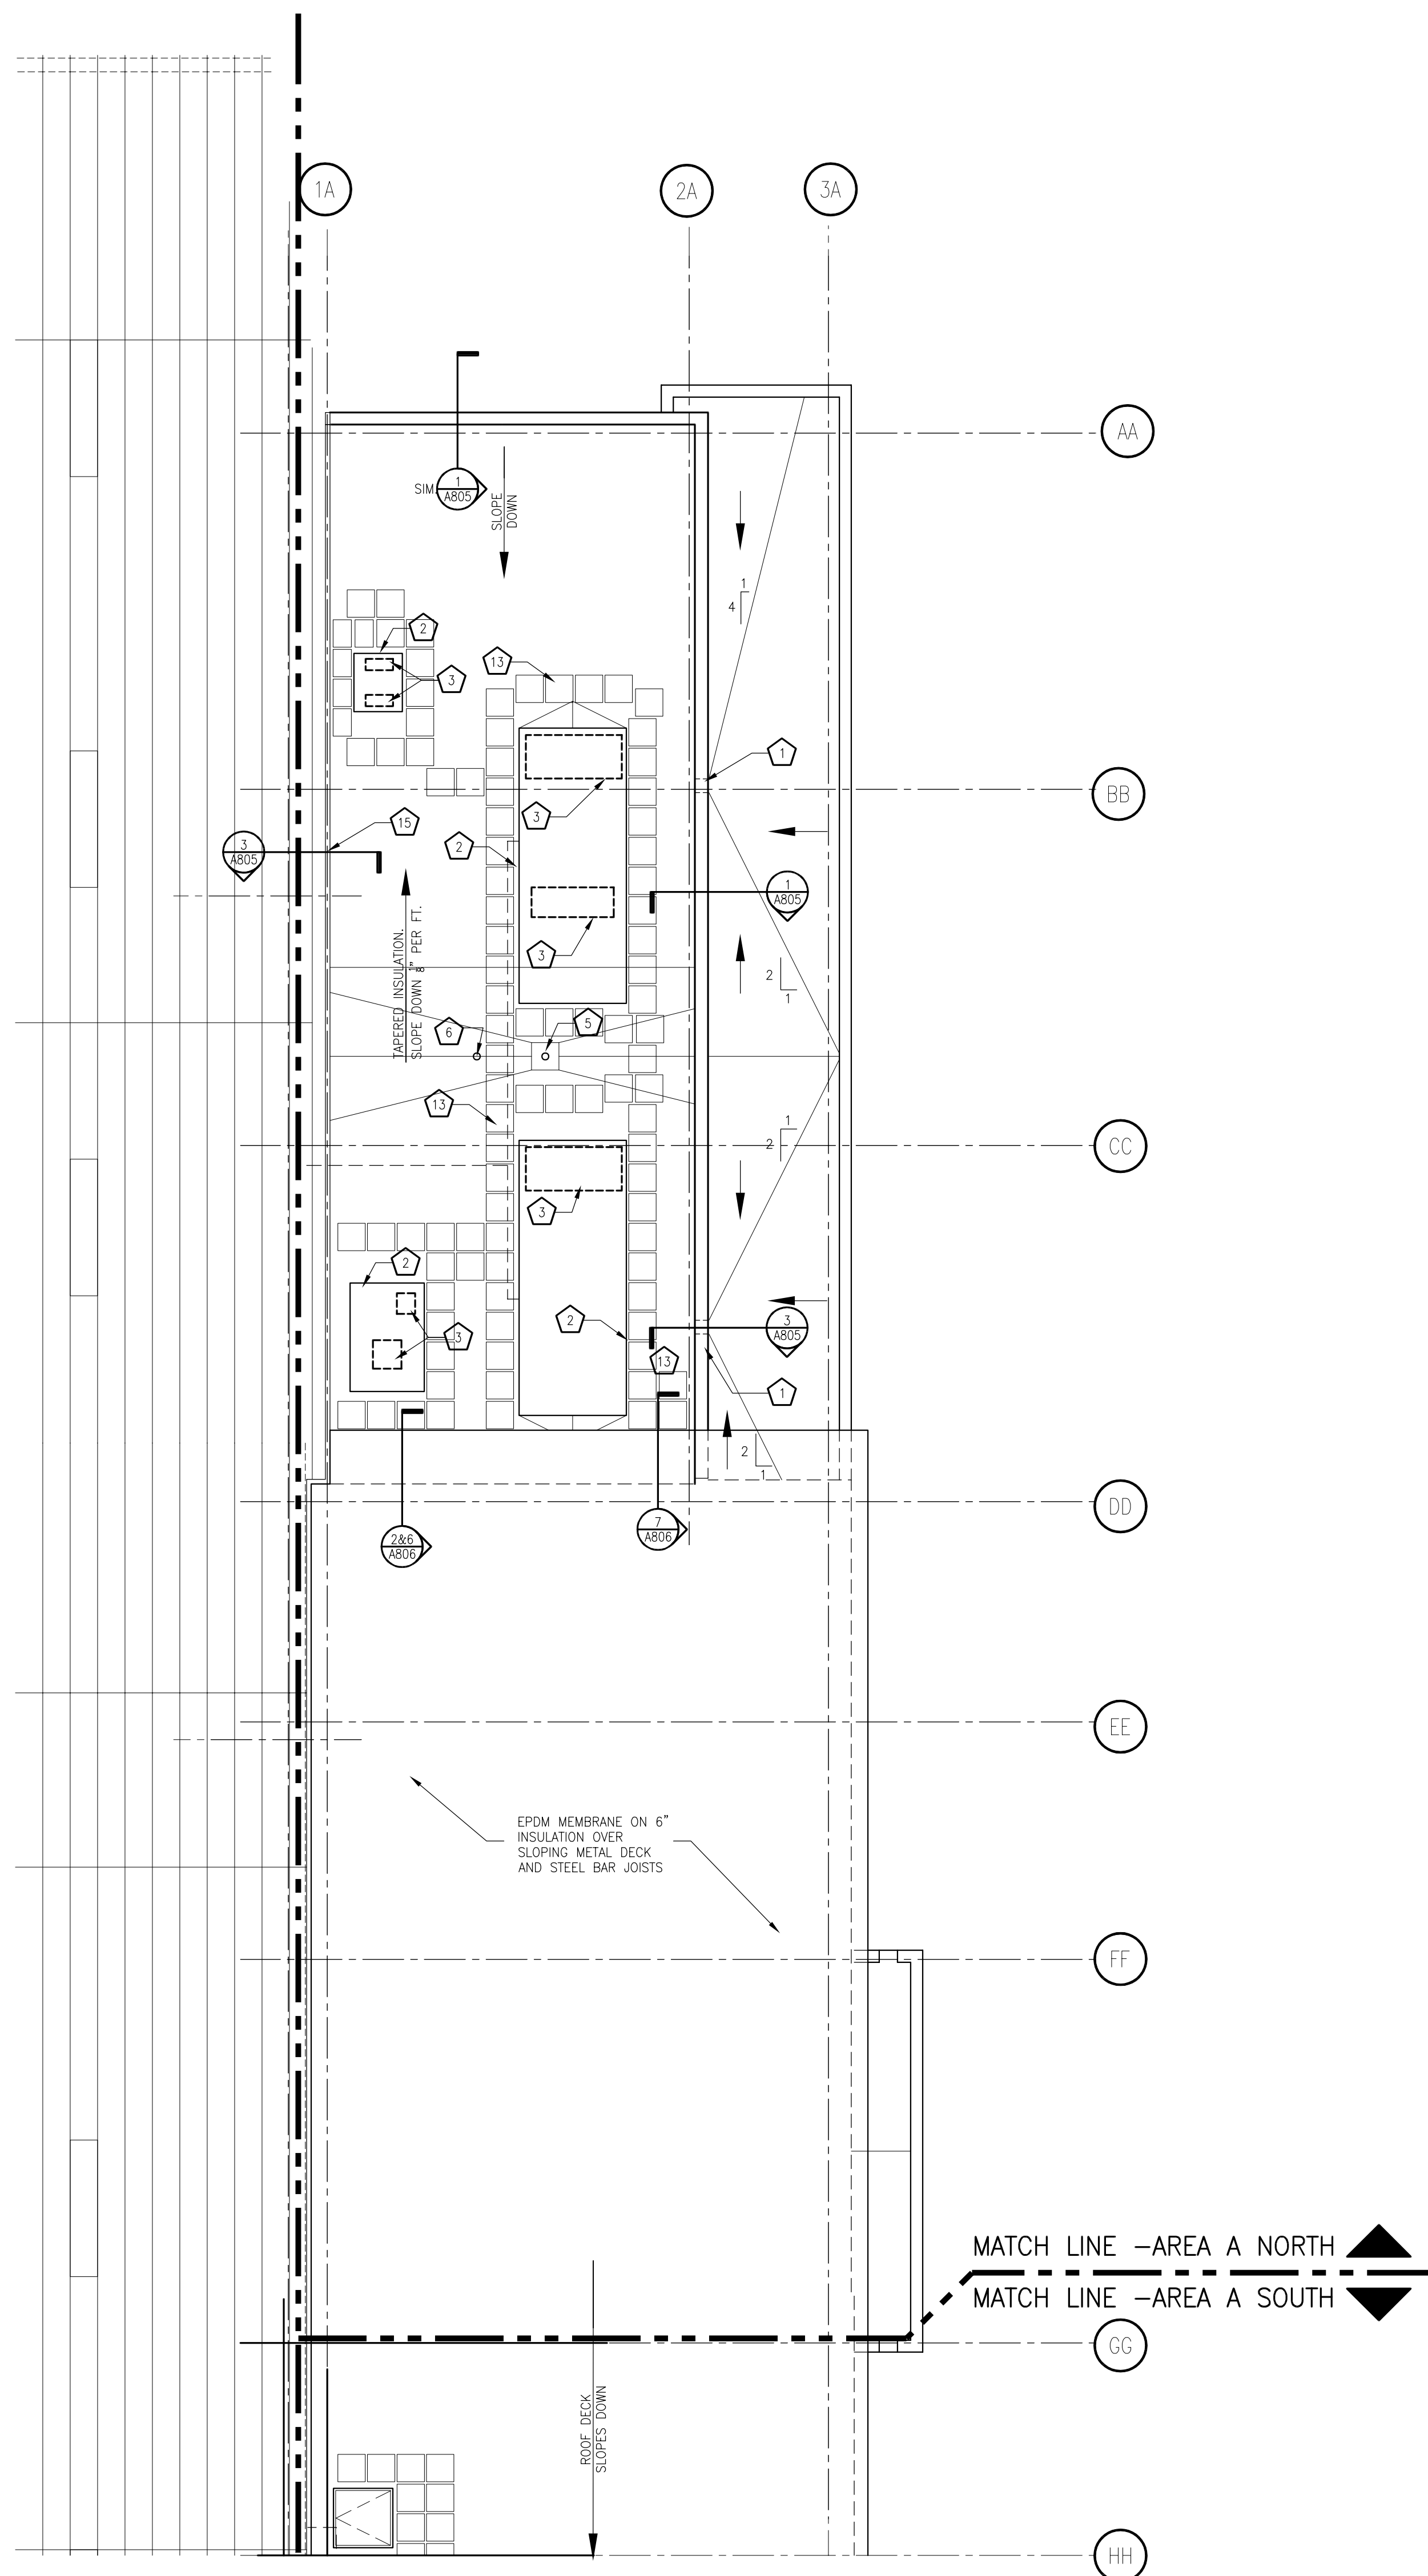 1A
2A
3A
AA
1
A805
SIM.
SLOPE
DOWN
1
4
2
3
13
1
BB
3
15
3
A805
2
1
A805
3
TAPERED INSULATION.
SLOPE DOWN 1/8" PER FT.
2
1
6
5
13
1
2
CC
3
2
3
2
3
A805
13
1
2
1
DD
2&6
A806
7
A806
EE
EPDM MEMBRANE ON 6"
INSULATION OVER
SLOPING METAL DECK
AND STEEL BAR JOISTS
FF
MATCH LINE -AREA A NORTH
MATCH LINE -AREA A SOUTH
GG
ROOF DECK
SLOPES DOWN
HH